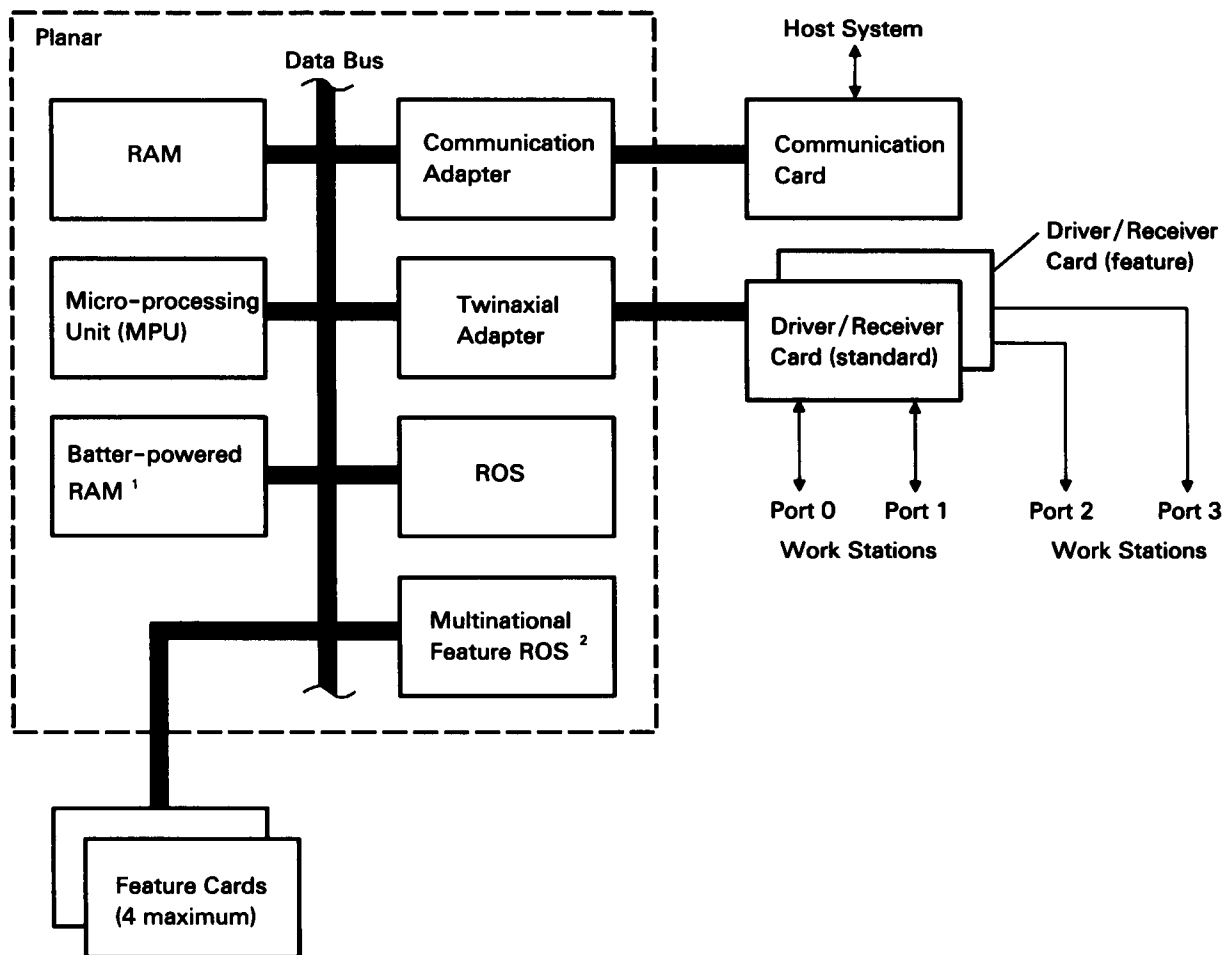 Planar
Data Bus
Host System
RAM
Communication
Adapter
Communication
Card
Driver/Receiver
Card (feature)
Micro-processing
Unit (MPU)
Twinaxial
Adapter
Driver/Receiver
Card (standard)
Batter-powered
RAM 1
ROS
Port 0
Port 1
Port 2
Port 3
Work Stations
Work Stations
Multinational
Feature ROS 2
Feature Cards
(4 maximum)